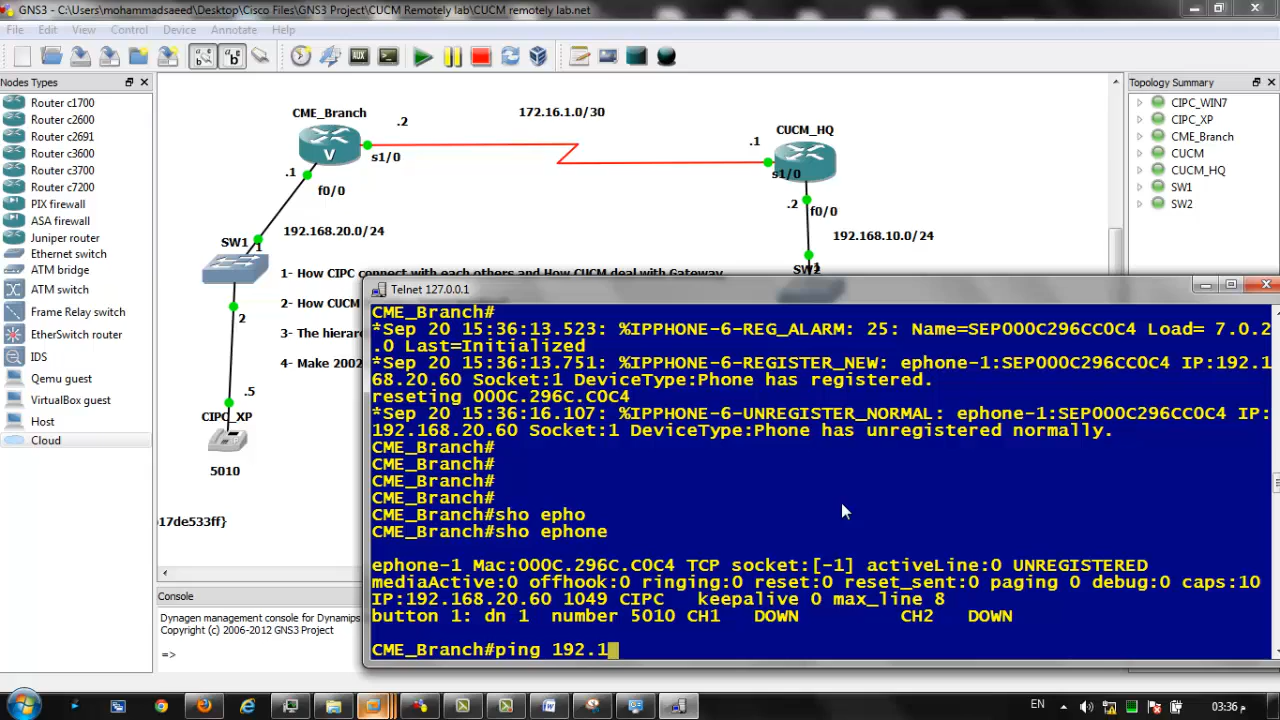 GNS3 - C:\Users\mohammadsaeed\Desktop\Cisco Files\GNS3 Project\CUCM Remotely lab\CUCM remotely lab.net
File Edit View Control Device Annotate Help
Nodes Types
Router c1700
Router c2600
Router c2691
Router c3600
Router c3700
Router c7200
PIX firewall
ASA firewall
Juniper router
Ethernet switch
ATM bridge
ATM switch
Frame Relay switch
EtherSwitch router
IDS
Qemu guest
VirtualBox guest
Host
Cloud
CME_Branch
.2
172.16.1.0/30
CUCM_HQ
.1
V
s1/0
s1/0
.1
f0/0
.2
f0/0
192.168.20.0/24
192.168.10.0/24
SW1
1
SW2
1- How CIPC connect with each others and How CUCM deal with Gateway
2- How CUCM
3- The hierar
4- Make 2002
2
.5
CIPC_XP
5010
17de533ff}
Topology Summary
CIPC_WIN7
CIPC_XP
CME_Branch
CUCM
CUCM_HQ
SW1
SW2
Console
Dynagen management console for Dynamips
Copyright (c) 2006-2012 GNS3 Project
=>
Telnet 127.0.0.1
CME_Branch#
*Sep 20 15:36:13.523: %IPPHONE-6-REG_ALARM: 25: Name=SEP000C296CC0C4 Load= 7.0.2
.0 Last=Initialized
*Sep 20 15:36:13.751: %IPPHONE-6-REGISTER_NEW: ephone-1:SEP000C296CC0C4 IP:192.1
68.20.60 Socket:1 DeviceType:Phone has registered.
reseting 000C.296C.C0C4
*Sep 20 15:36:16.107: %IPPHONE-6-UNREGISTER_NORMAL: ephone-1:SEP000C296CC0C4 IP:
192.168.20.60 Socket:1 DeviceType:Phone has unregistered normally.
CME_Branch#
CME_Branch#
CME_Branch#
CME_Branch#
CME_Branch#sho epho
CME_Branch#sho ephone
ephone-1 Mac:000C.296C.C0C4 TCP socket:[-1] activeLine:0 UNREGISTERED
mediaActive:0 offhook:0 ringing:0 reset:0 reset_sent:0 paging 0 debug:0 caps:10
IP:192.168.20.60 1049 CIPC keepalive 0 max_line 8
button 1: dn 1 number 5010 CH1 DOWN CH2 DOWN
CME_Branch#ping 192.1
EN
03:36 م